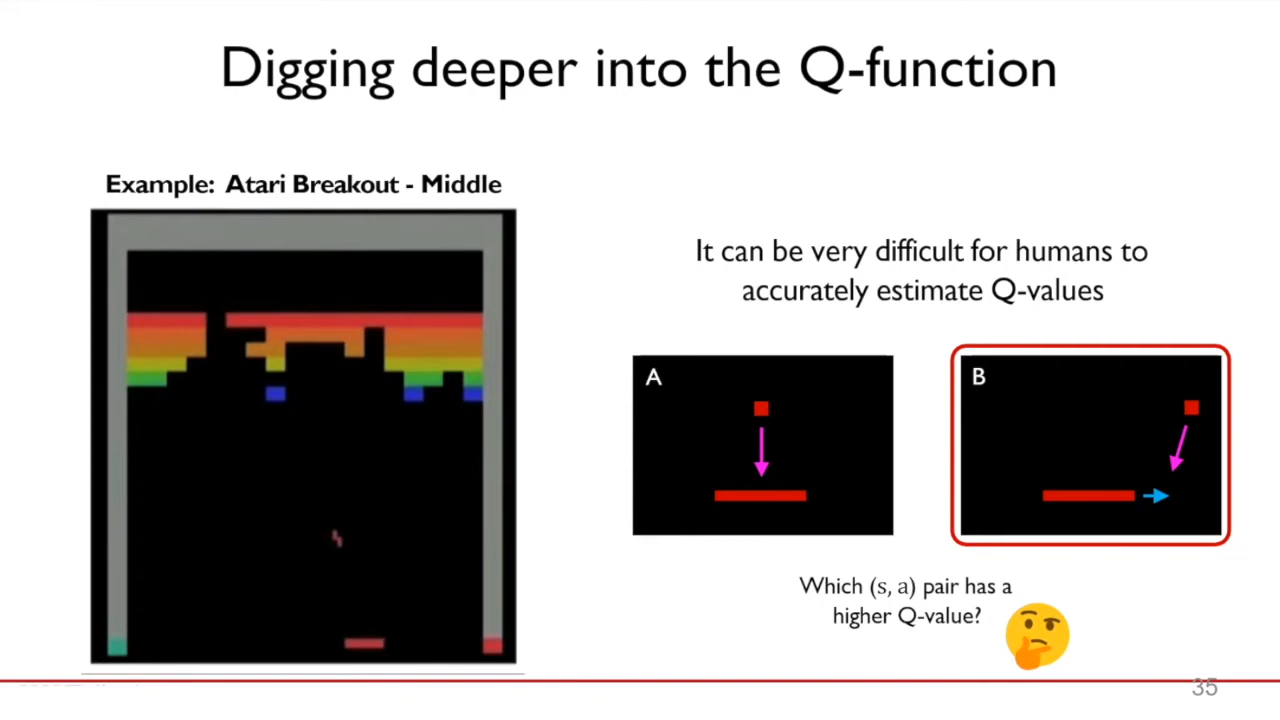 Digging deeper into the Q-function
Example: Atari Breakout - Middle
It can be very difficult for humans to
accurately estimate Q-values
A
B
Which (s, a) pair has a
higher Q-value?
35